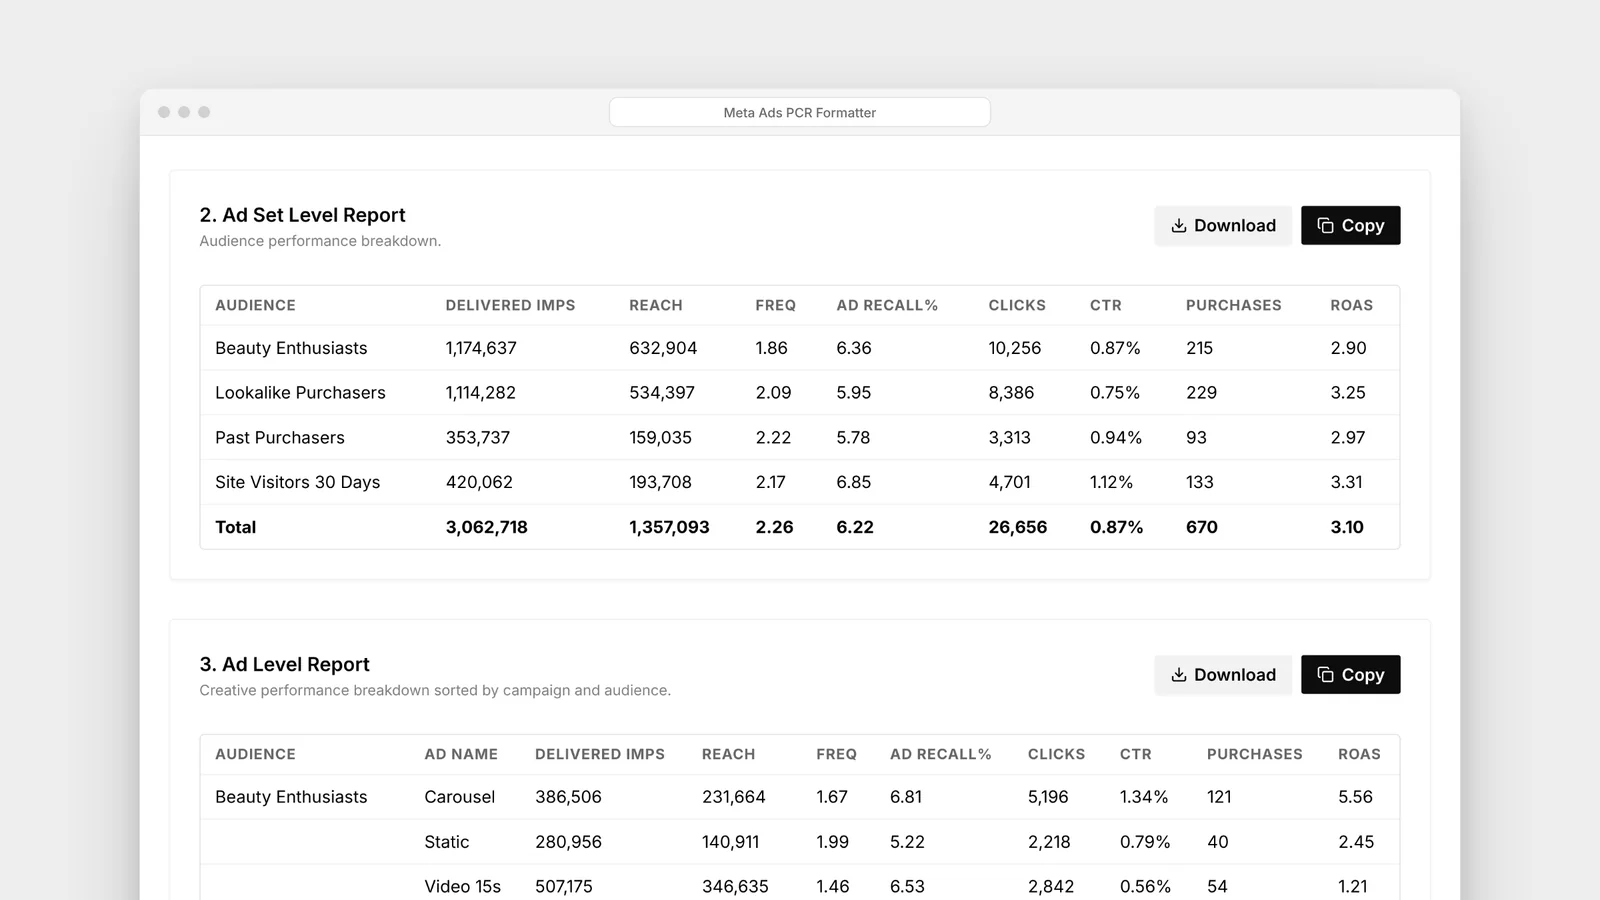 Meta Ads PCR Formatter
2. Ad Set Level Report
Audience performance breakdown.
Download
Copy
AUDIENCE DELIVERED IMPS REACH FREQ AD RECALL% CLICKS CTR PURCHASES ROAS
Beauty Enthusiasts 1,174,637 632,904 1.86 6.36 10,256 0.87% 215 2.90
Lookalike Purchasers 1,114,282 534,397 2.09 5.95 8,386 0.75% 229 3.25
Past Purchasers 353,737 159,035 2.22 5.78 3,313 0.94% 93 2.97
Site Visitors 30 Days 420,062 193,708 2.17 6.85 4,701 1.12% 133 3.31
Total 3,062,718 1,357,093 2.26 6.22 26,656 0.87% 670 3.10
3. Ad Level Report
Creative performance breakdown sorted by campaign and audience.
Download
Copy
AUDIENCE AD NAME DELIVERED IMPS REACH FREQ AD RECALL% CLICKS CTR PURCHASES ROAS
Beauty Enthusiasts Carousel 386,506 231,664 1.67 6.81 5,196 1.34% 121 5.56
Static 280,956 140,911 1.99 5.22 2,218 0.79% 40 2.45
Video 15s 507,175 346,635 1.46 6.53 2,842 0.56% 54 1.21